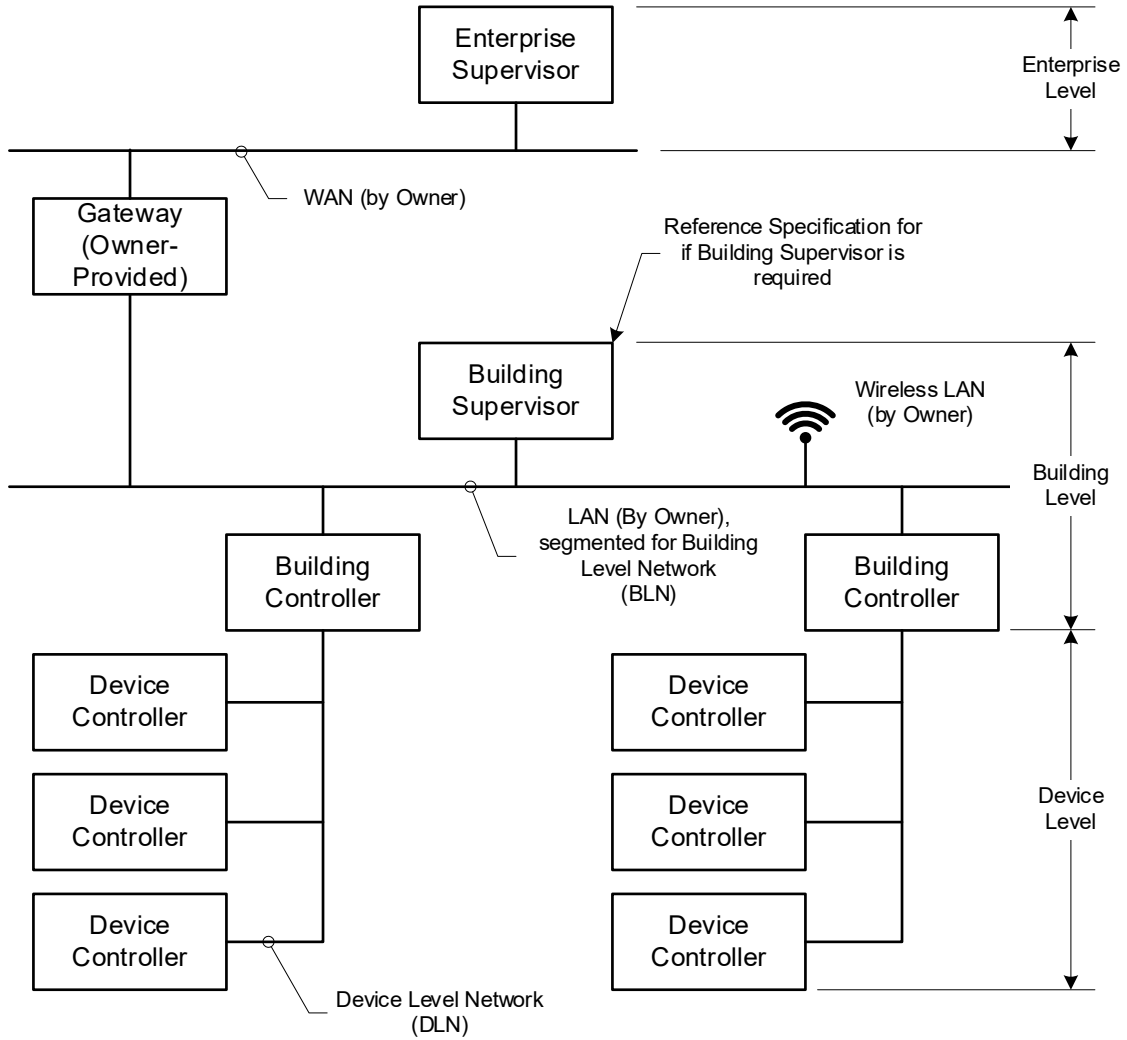 Enterprise
Supervisor
Enterprise
Level
WAN (by Owner)
Gateway
(Owner-
Provided)
Reference Specification for
if Building Supervisor is
required
Building
Supervisor
Wireless LAN
(by Owner)
Building
Level
LAN (By Owner),
segmented for Building
Level Network
(BLN)
Building
Controller
Building
Controller
Device
Controller
Device
Controller
Device
Controller
Device
Controller
Device
Level
Device
Controller
Device
Controller
Device Level Network
(DLN)